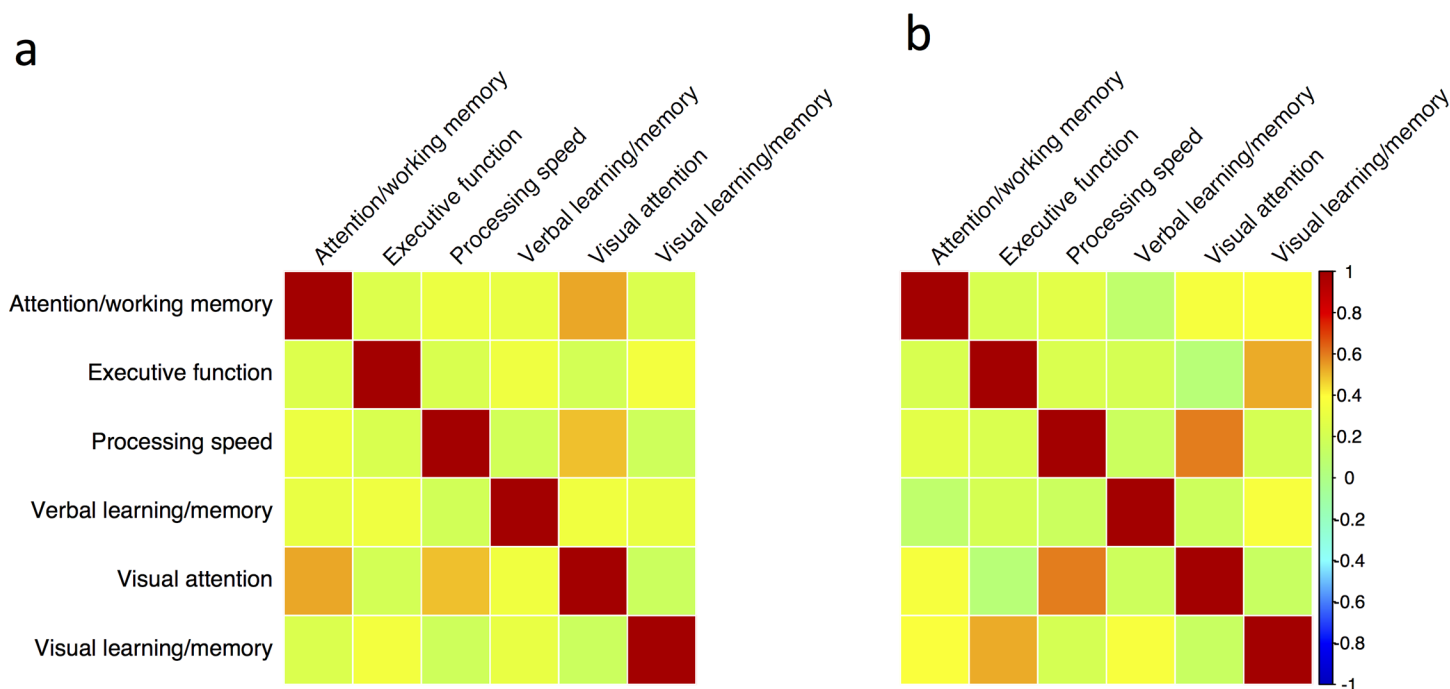 a
Attention/working memory
Executive function
Processing speed
Verbal learning/memory
Visual attention
Visual learning/memory
Attention/working memory
Executive function
Processing speed
Verbal learning/memory
Visual attention
Visual learning/memory
b
Attention/working memory
Executive function
Processing speed
Verbal learning/memory
Visual attention
Visual learning/memory
1
0.8
0.6
0.4
0.2
0
-0.2
-0.4
-0.6
-0.8
-1